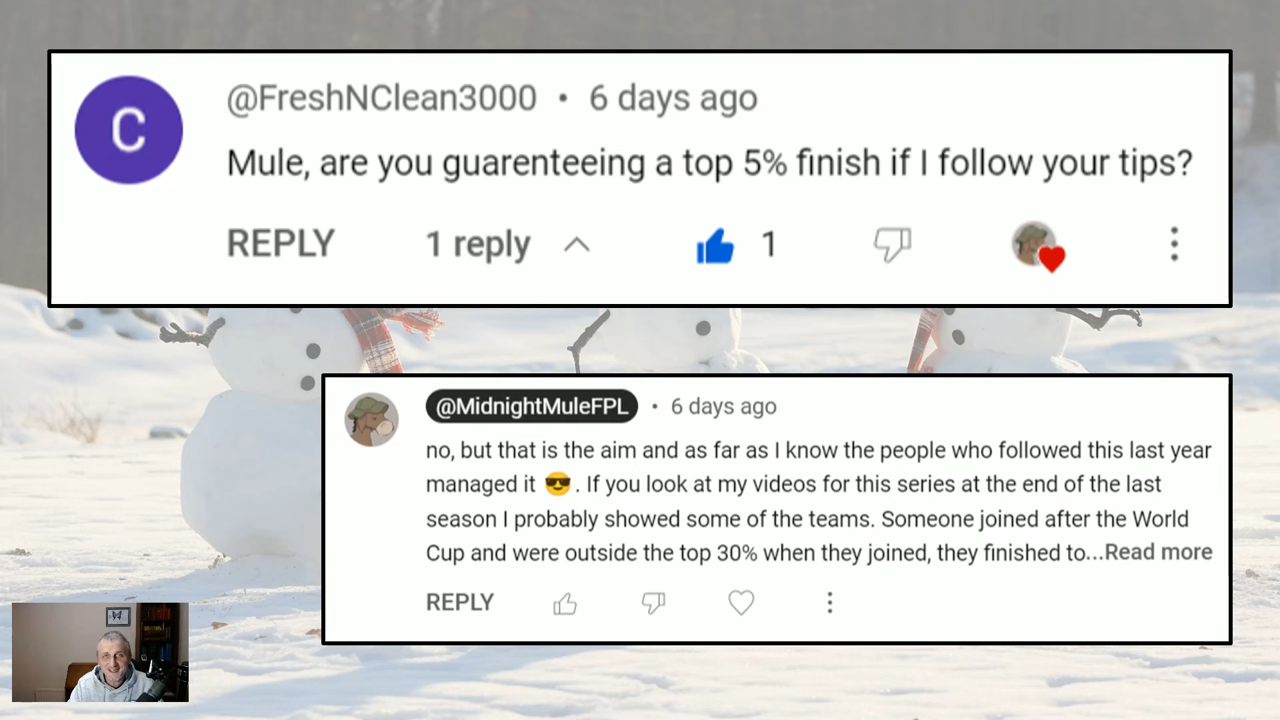 C
@FreshNClean3000 • 6 days ago
Mule, are you guarenteeing a top 5% finish if I follow your tips?
REPLY 1 reply 1
@MidnightMuleFPL • 6 days ago
no, but that is the aim and as far as I know the people who followed this last year
managed it 😎. If you look at my videos for this series at the end of the last
season I probably showed some of the teams. Someone joined after the World
Cup and were outside the top 30% when they joined, they finished to...Read more
REPLY